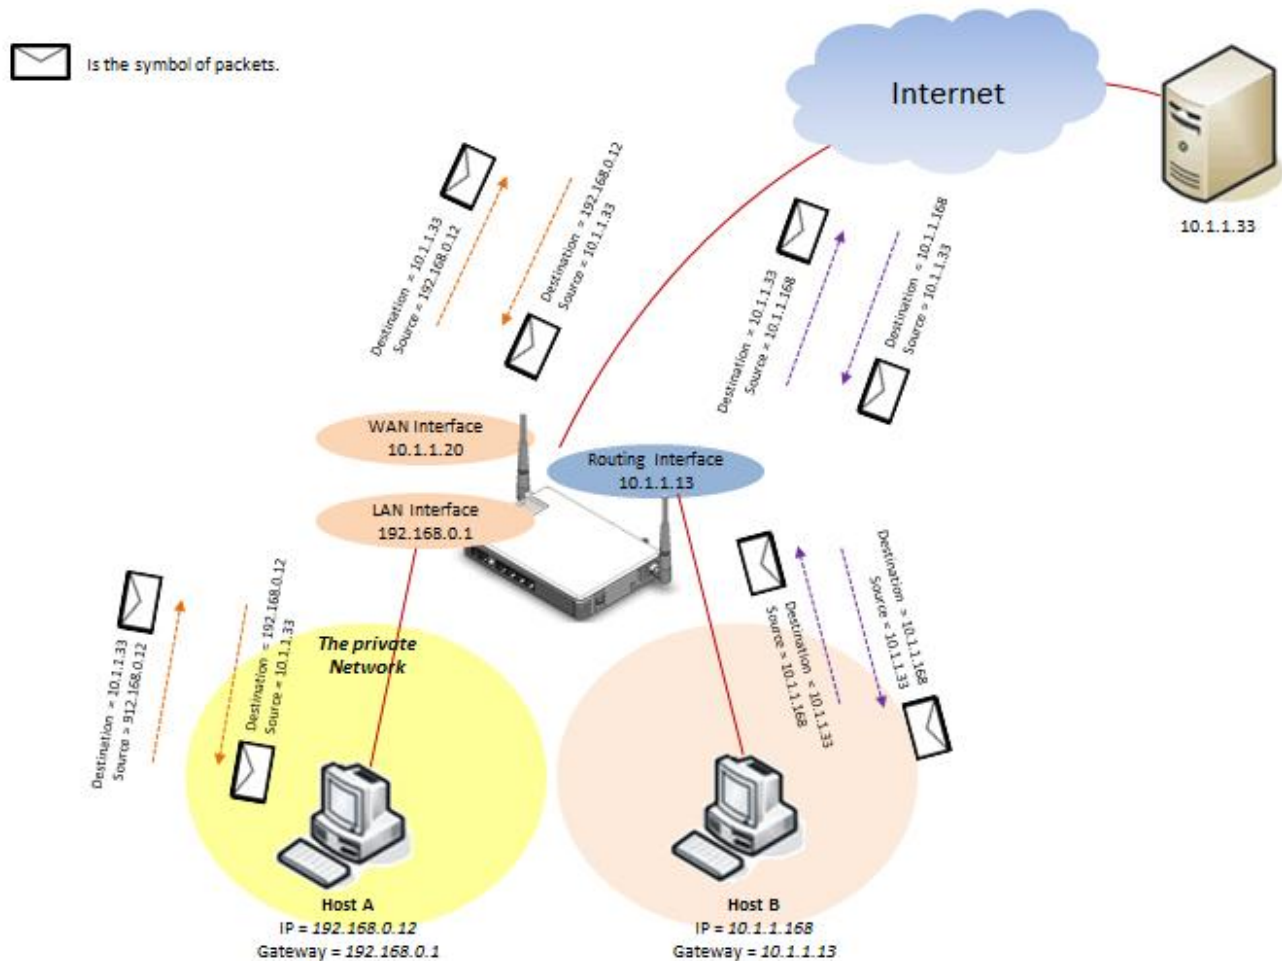 Is the symbol of packets.
Internet
10.1.1.33
Destination = 10.1.1.33
Source = 192.168.0.12
Destination = 192.168.0.12
Source = 10.1.1.33
Destination = 10.1.1.33
Source = 10.1.1.168
Destination = 10.1.1.168
Source = 10.1.1.33
WAN Interface
10.1.1.20
Routing Interface
10.1.1.13
LAN Interface
192.168.0.1
Destination = 10.1.1.33
Source = 912.168.0.12
Destination = 192.168.0.12
Source = 10.1.1.33
Destination = 10.1.1.33
Source = 10.1.1.168
Destination = 10.1.1.168
Source = 10.1.1.33
The private
Network
Host A
IP = 192.168.0.12
Gateway = 192.168.0.1
Host B
IP = 10.1.1.168
Gateway = 10.1.1.13